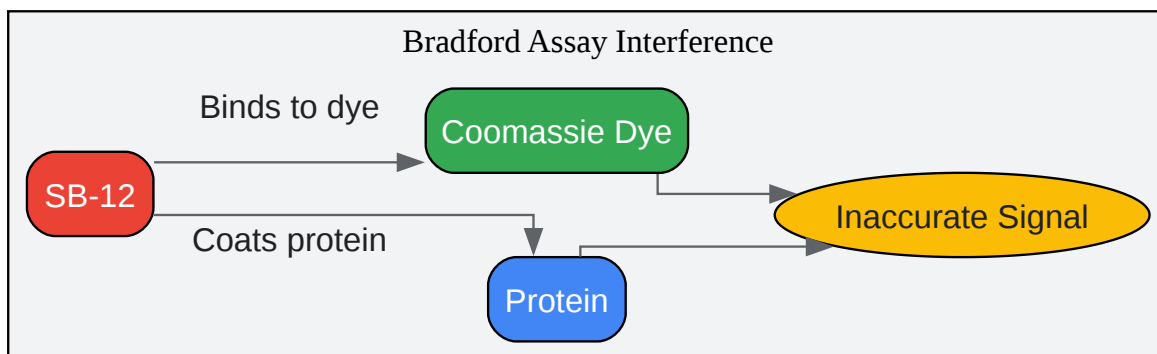 Bradford Assay Interference
Binds to dye
Coomassie Dye
SB-12
Inaccurate Signal
Coats protein
Protein